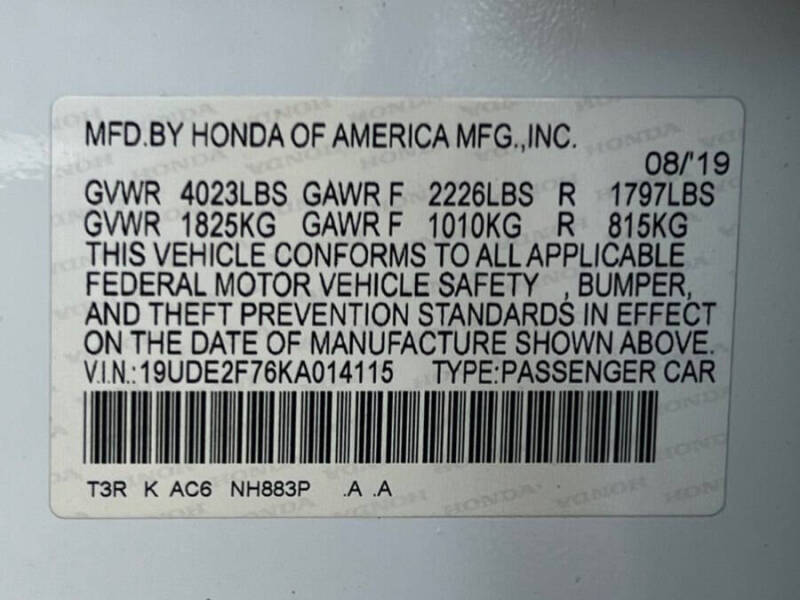 MFD.BY HONDA OF AMERICA MFG.,INC.
08/'19
GVWR 4023LBS GAWR F 2226LBS R 1797LBS
GVWR 1825KG GAWR F 1010KG R 815KG
THIS VEHICLE CONFORMS TO ALL APPLICABLE
FEDERAL MOTOR VEHICLE SAFETY , BUMPER,
AND THEFT PREVENTION STANDARDS IN EFFECT
ON THE DATE OF MANUFACTURE SHOWN ABOVE.
V.I.N.:19UDE2F76KA014115 TYPE:PASSENGER CAR
T3R K AC6 NH883P .A .A